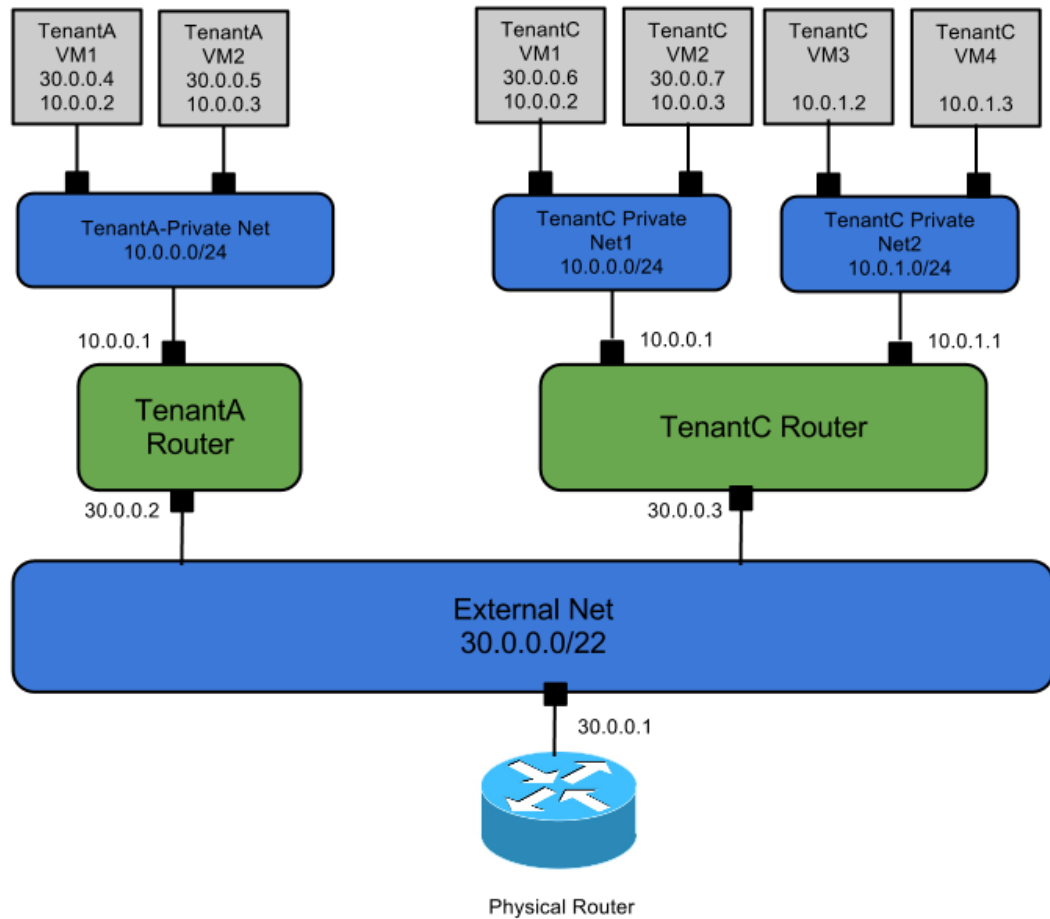 TenantA
VM1
30.0.0.4
10.0.0.2
TenantA
VM2
30.0.0.5
10.0.0.3
TenantC
VM1
30.0.0.6
10.0.0.2
TenantC
VM2
30.0.0.7
10.0.0.3
TenantC
VM3
10.0.1.2
TenantC
VM4
10.0.1.3
TenantA-Private Net
10.0.0.0/24
TenantC Private
Net1
10.0.0.0/24
TenantC Private
Net2
10.0.1.0/24
10.0.0.1
10.0.0.1
10.0.1.1
TenantA
Router
TenantC Router
30.0.0.2
30.0.0.3
External Net
30.0.0.0/22
30.0.0.1
Physical Router